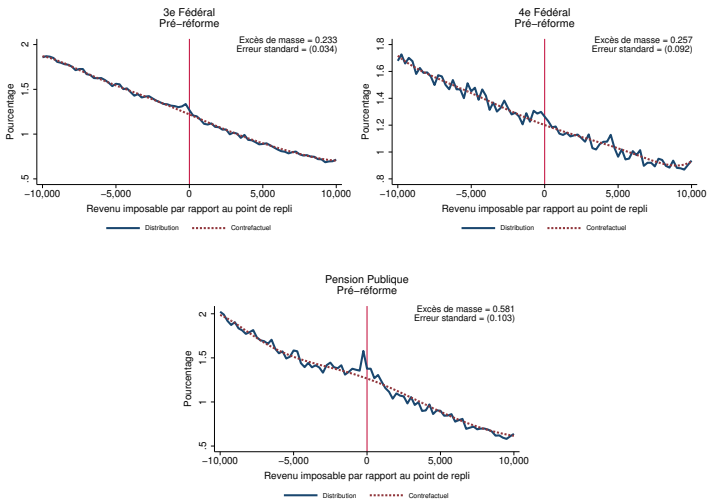 3e Fédéral
Pré−réforme
Excès de masse = 0.233
Erreur standard = (0.034)
Pourcentage
2
1.5
1
.5
−10,000 −5,000 0 5,000 10,000
Revenu imposable par rapport au point de repli
Distribution Contrefactuel
4e Fédéral
Pré−réforme
Excès de masse = 0.257
Erreur standard = (0.092)
Pourcentage
1.8
1.6
1.4
1.2
1
.8
−10,000 −5,000 0 5,000 10,000
Revenu imposable par rapport au point de repli
Distribution Contrefactuel
Pension Publique
Pré−réforme
Excès de masse = 0.581
Erreur standard = (0.103)
Pourcentage
2
1.5
1
.5
−10,000 −5,000 0 5,000 10,000
Revenu imposable par rapport au point de repli
Distribution Contrefactuel